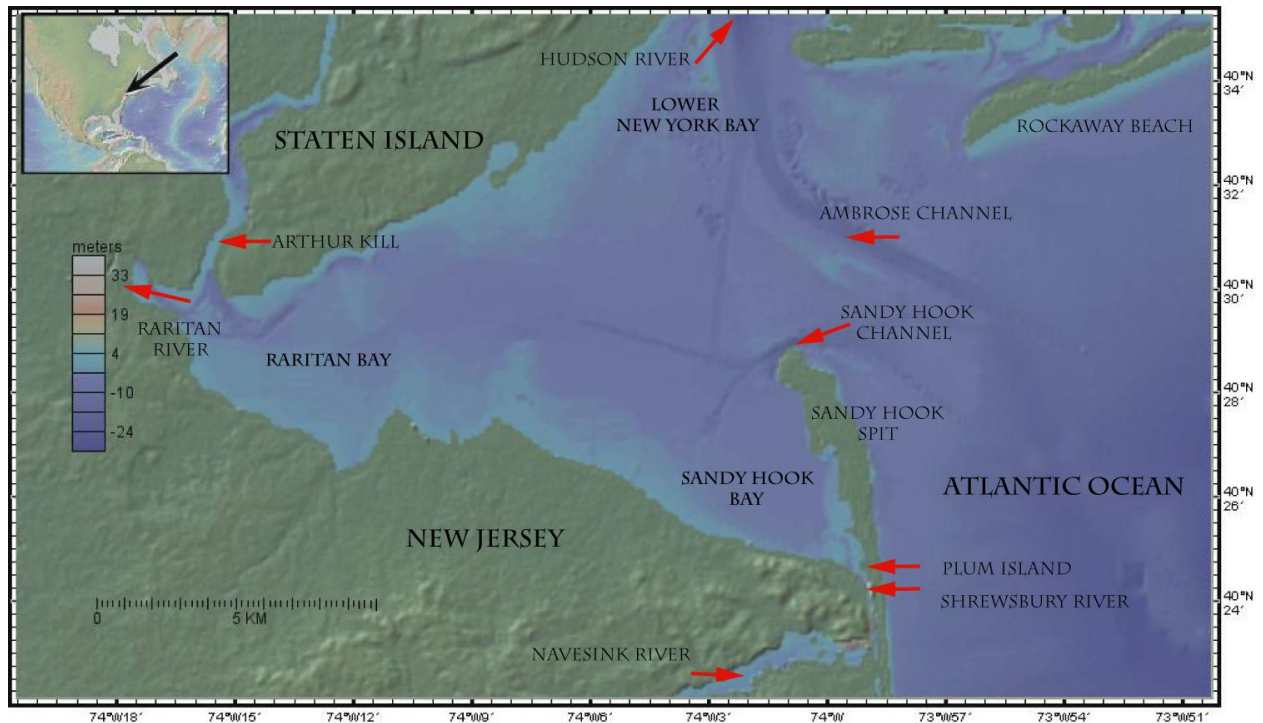 HUDSON RIVER
LOWER
NEW YORK BAY
ROCKAWAY BEACH
STATEN ISLAND
AMBROSE CHANNEL
ARTHUR KILL
meters
33
19
4
-10
-24
RARITAN
RIVER
RARITAN BAY
SANDY HOOK
CHANNEL
SANDY HOOK
SPIT
SANDY HOOK
BAY
ATLANTIC OCEAN
NEW JERSEY
PLUM ISLAND
SHREWSBURY RIVER
0 5 KM
NAVESINK RIVER
40°N
34'
40°N
32'
40°N
30'
40°N
28'
40°N
26'
40°N
24'
74°W18' 74°W15' 74°W12' 74°W9' 74°W6' 74°W3' 74°W 73°W57' 73°W54' 73°W51'